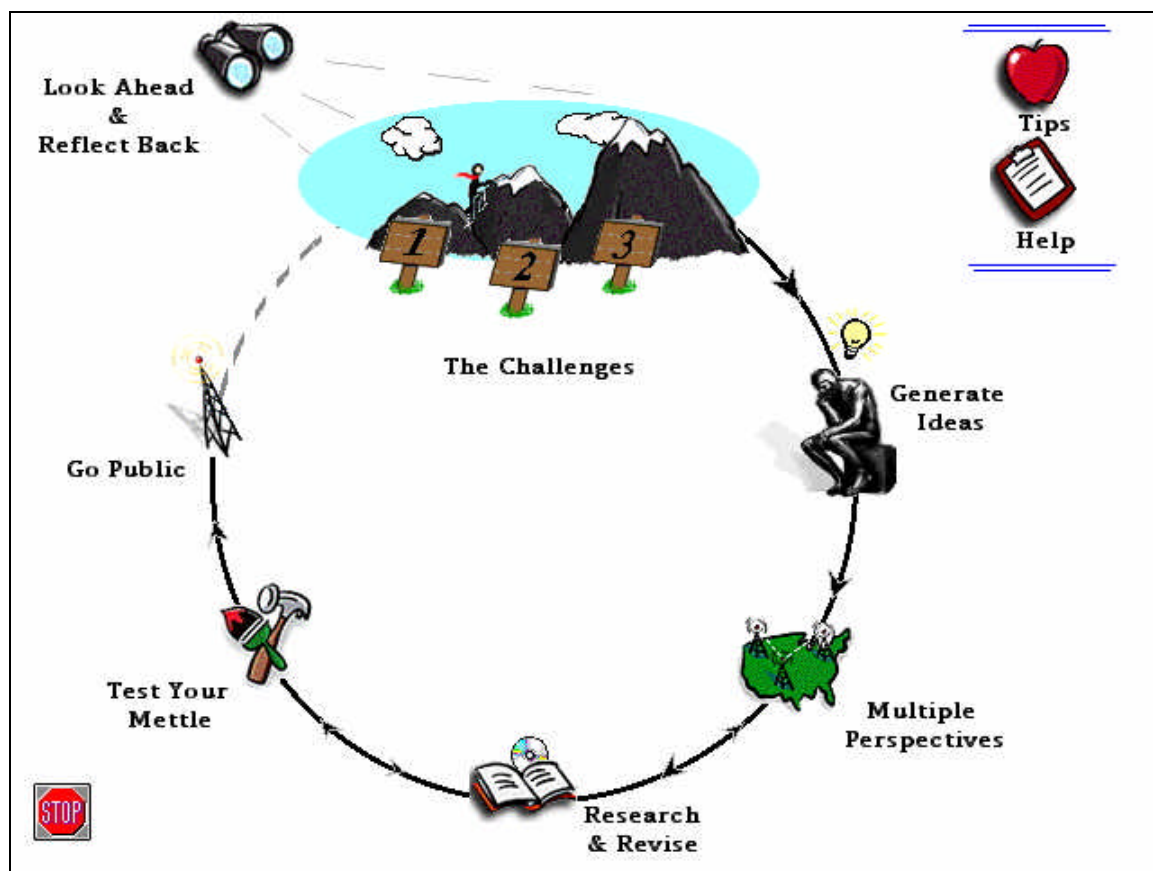 Look Ahead
&
Reflect Back
Tips
Help
1
2
3
The Challenges
Generate
Ideas
Multiple
Perspectives
Research
& Revise
Test Your
Mettle
Go Public
STOP